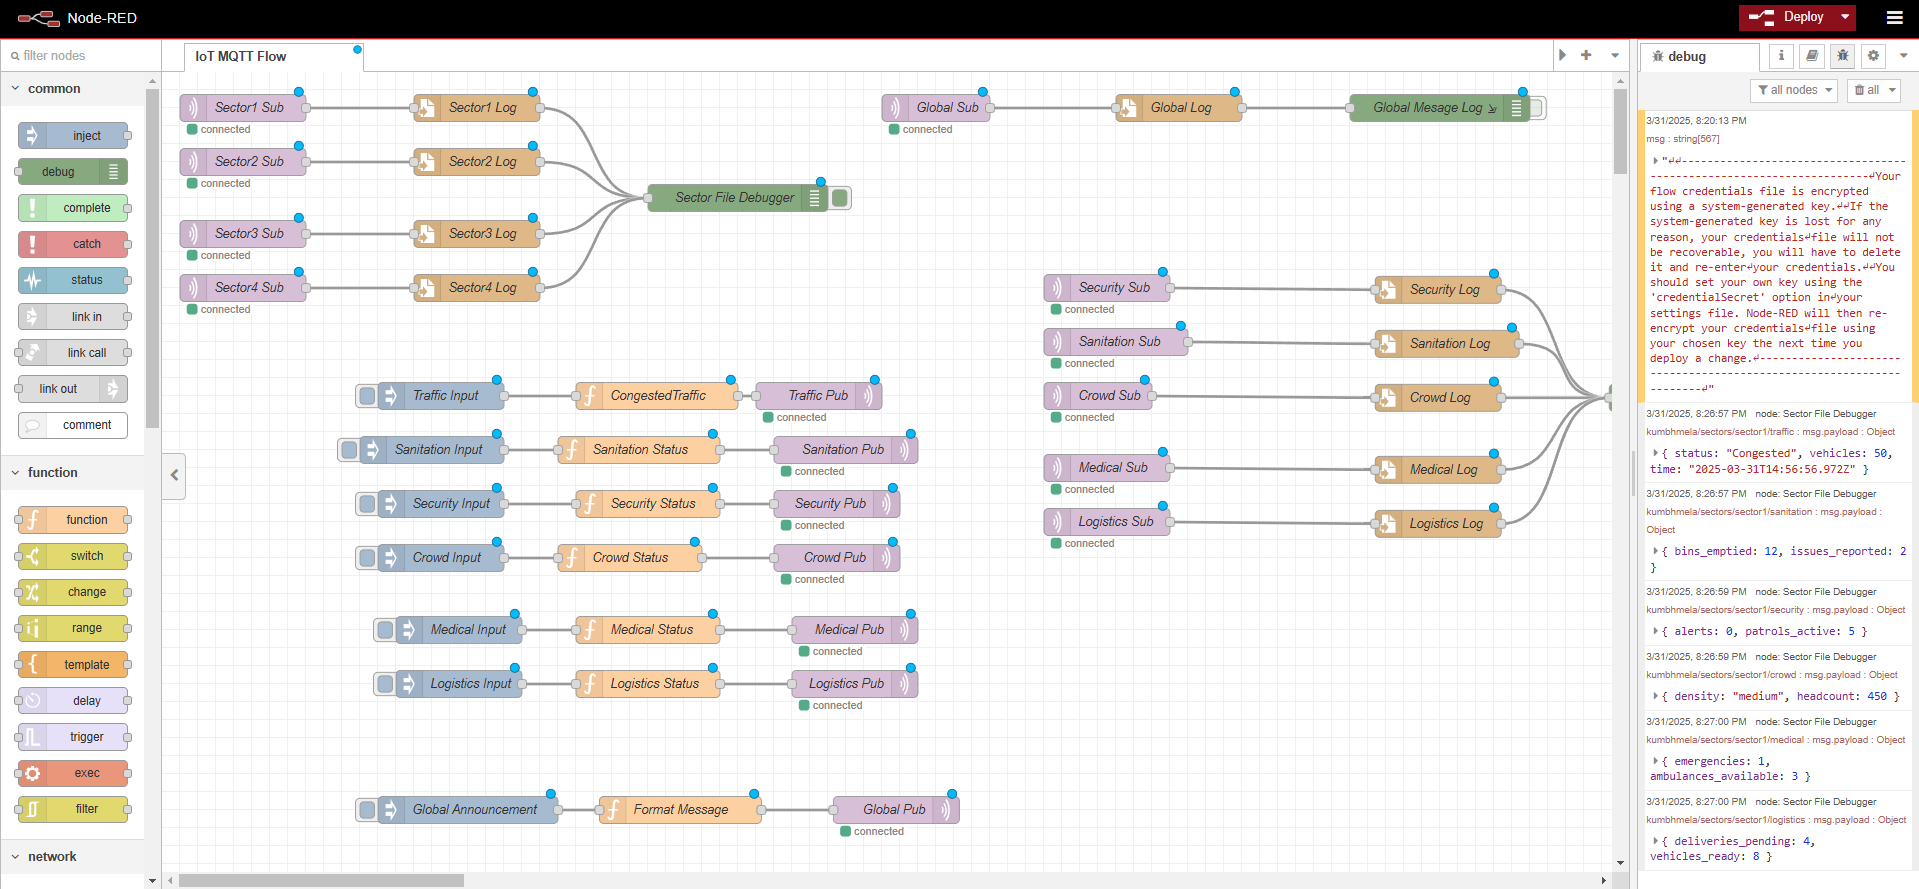 Node-RED
Deploy
filter nodes
IoT MQTT Flow
debug
all nodes
all
common
inject
debug
complete
catch
status
link in
link call
link out
comment
function
function
switch
change
range
template
delay
trigger
exec
filter
network
Sector1 Sub
connected
Sector1 Log
Sector2 Sub
connected
Sector2 Log
Sector3 Sub
connected
Sector3 Log
Sector4 Sub
connected
Sector4 Log
Sector File Debugger
Global Sub
connected
Global Log
Global Mesage Log
Security Sub
connected
Security Log
Sanitation Sub
connected
Sanitation Log
Crowd Sub
connected
Crowd Log
Medical Sub
connected
Medical Log
Logistics Sub
connected
Logistics Log
Traffic Input
CongestedTraffic
Traffic Pub
connected
Sanitation Input
Sanitation Status
Sanitation Pub
connected
Security Input
Security Status
Security Pub
connected
Crowd Input
Crowd Status
Crowd Pub
connected
Medical Input
Medical Status
Medical Pub
connected
Logistics Input
Logistics Status
Logistics Pub
connected
Global Announcement
Format Message
Global Pub
connected
3/31/2025, 8:20:13 PM
msg : string[567]
"↵↵----------------------------------
----------------------------------↵Your
flow credentials file is encrypted
using a system-generated key.↵↵If the
system-generated key is lost for any
reason, your credentials↵file will not
be recoverable, you will have to delete
it and re-enter↵your credentials.↵↵You
should set your own key using the
'credentialSecret' option in↵your
settings file. Node-RED will then re-
encrypt your credentials↵file using
your chosen key the next time you
deploy a change.↵----------------------
---------------------------------------
--------↵"
3/31/2025, 8:26:57 PM node: Sector File Debugger
kumbhmela/sectors/sector1/traffic : msg.payload : Object
{ status: "Congested", vehicles: 50,
time: "2025-03-31T14:56:56.972Z" }
3/31/2025, 8:26:57 PM node: Sector File Debugger
kumbhmela/sectors/sector1/sanitation : msg.payload :
Object
{ bins_emptied: 12, issues_reported: 2
}
3/31/2025, 8:26:59 PM node: Sector File Debugger
kumbhmela/sectors/sector1/security : msg.payload : Object
{ alerts: 0, patrols_active: 5 }
3/31/2025, 8:26:59 PM node: Sector File Debugger
kumbhmela/sectors/sector1/crowd : msg.payload : Object
{ density: "medium", headcount: 450 }
3/31/2025, 8:27:00 PM node: Sector File Debugger
kumbhmela/sectors/sector1/medical : msg.payload : Object
{ emergencies: 1,
ambulances_available: 3 }
3/31/2025, 8:27:00 PM node: Sector File Debugger
kumbhmela/sectors/sector1/logistics : msg.payload : Object
{ deliveries_pending: 4,
vehicles_ready: 8 }